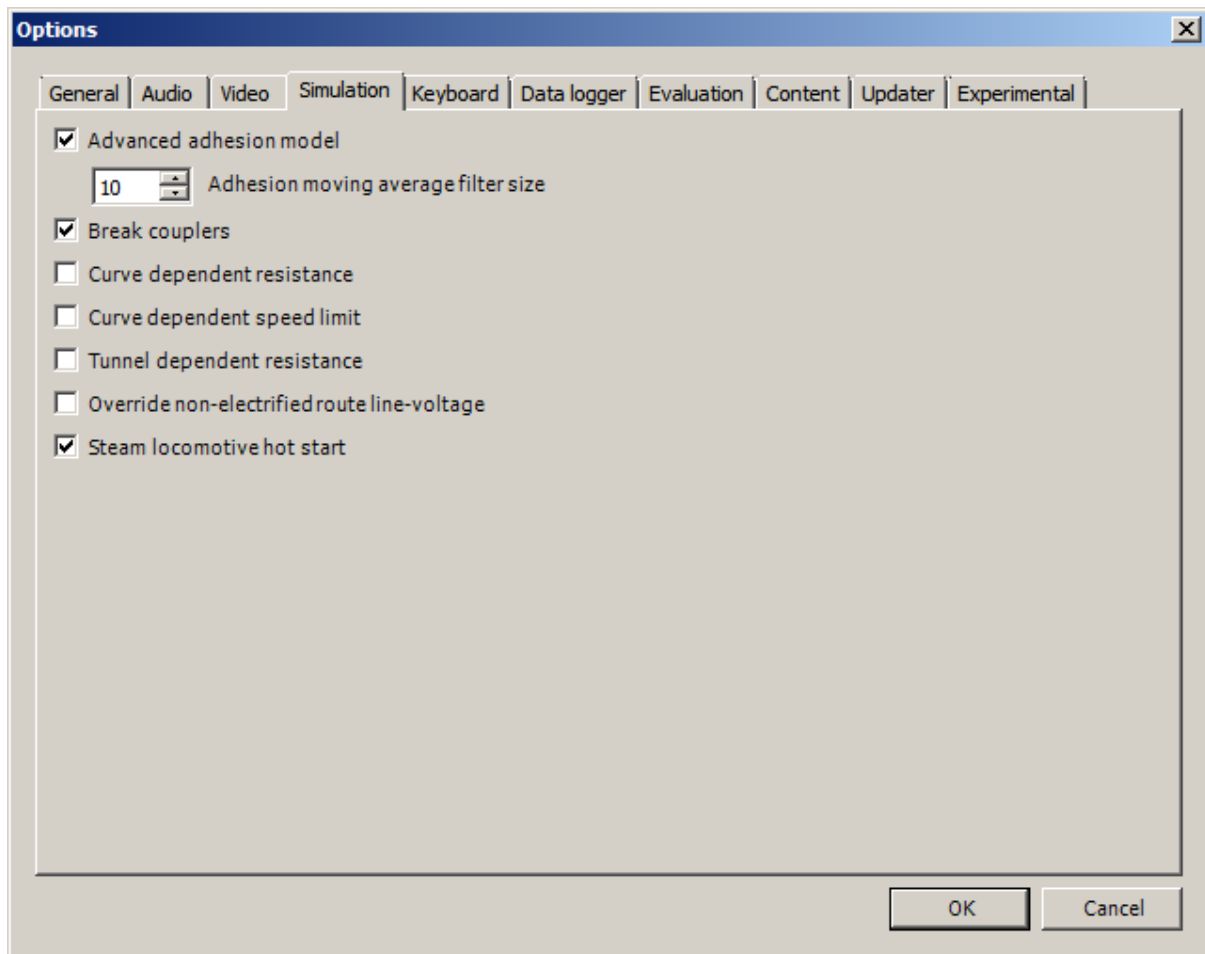 Options
General Audio Video Simulation Keyboard Data logger Evaluation Content Updater Experimental
Advanced adhesion model
10 Adhesion moving average filter size
Break couplers
Curve dependent resistance
Curve dependent speed limit
Tunnel dependent resistance
Override non-electrified route line-voltage
Steam locomotive hot start
OK Cancel